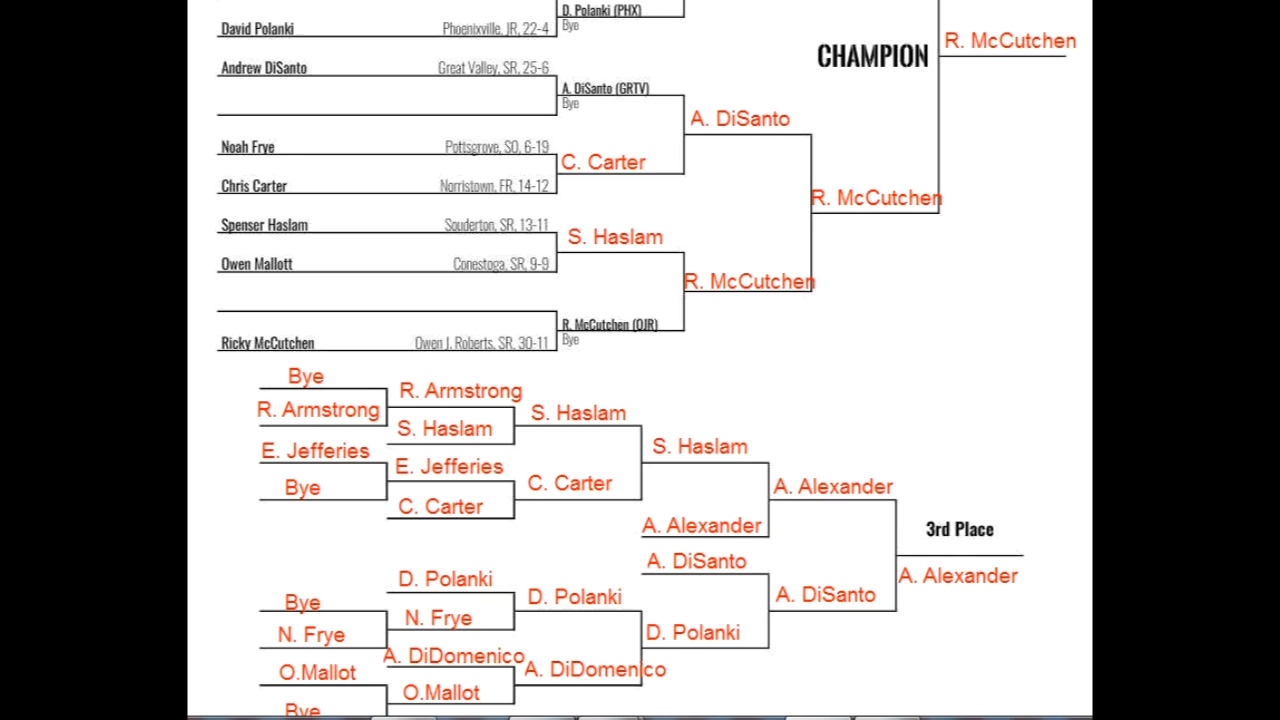 D. Polanki (PHX)
David Polanki Phoenixville, JR, 22-4 Bye
R. McCutchen
CHAMPION
Andrew DiSanto Great Valley, SR, 25-6
A. DiSanto (GRTV)
Bye
A. DiSanto
Noah Frye Pottsgrove, SO, 6-19
C. Carter
Chris Carter Norristown, FR, 14-12
R. McCutchen
Spenser Haslam Souderton, SR, 13-11
S. Haslam
Owen Mallott Conestoga, SR, 9-9
R. McCutchen
R. McCutchen (OJR)
Ricky McCutchen Owen J. Roberts, SR, 30-11 Bye
Bye
R. Armstrong
R. Armstrong
S. Haslam
S. Haslam
S. Haslam
E. Jefferies
E. Jefferies
Bye
C. Carter
C. Carter
A. Alexander
A. Alexander
3rd Place
A. DiSanto
A. Alexander
D. Polanki
A. DiSanto
D. Polanki
Bye
N. Frye
N. Frye
D. Polanki
A. DiDomenico
A. DiDomenico
O.Mallot
O.Mallot
Bye